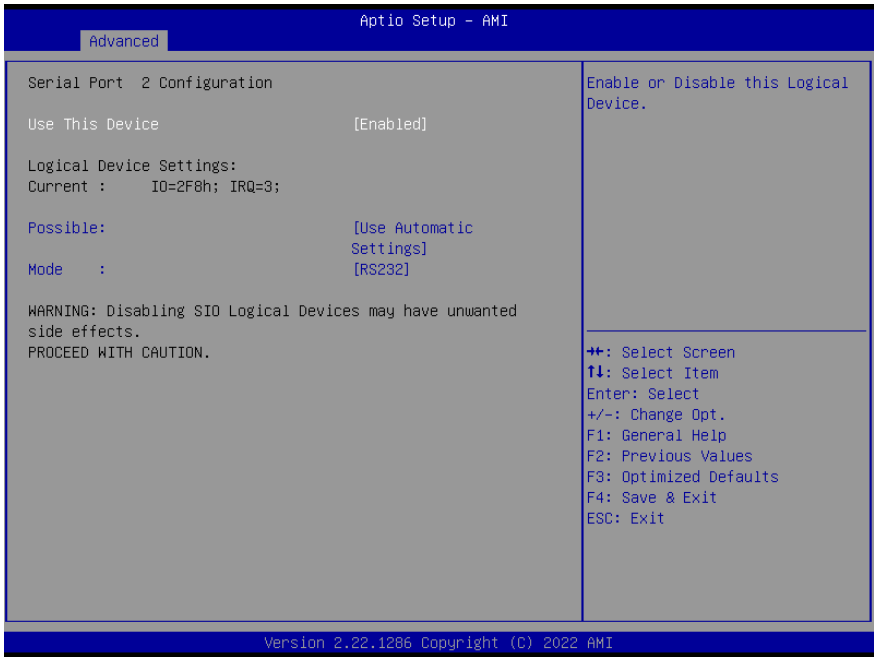 Aptio Setup - AMI
Advanced
Serial Port  2 Configuration
Use This Device [Enabled]
Logical Device Settings:
Current : IO=2F8h; IRQ=3;
Possible: [Use Automatic
Settings]
Mode : [RS232]
WARNING: Disabling SIO Logical Devices may have unwanted
side effects.
PROCEED WITH CAUTION.
Enable or Disable this Logical
Device.
→←: Select Screen
↑↓: Select Item
Enter: Select
+/-: Change Opt.
F1: General Help
F2: Previous Values
F3: Optimized Defaults
F4: Save & Exit
ESC: Exit
Version 2.22.1286 Copyright (C) 2022 AMI